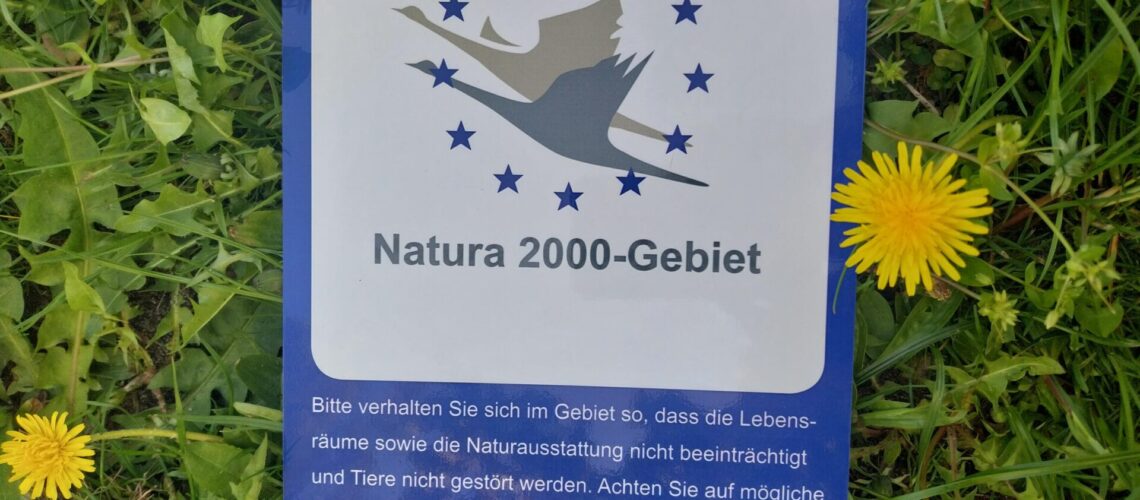 Natura 2000-Gebiet
Bitte verhalten Sie sich im Gebiet so, dass die Lebens-
räume sowie die Naturausstattung nicht beeinträchtigt
und Tiere nicht gestört werden. Achten Sie auf mögliche